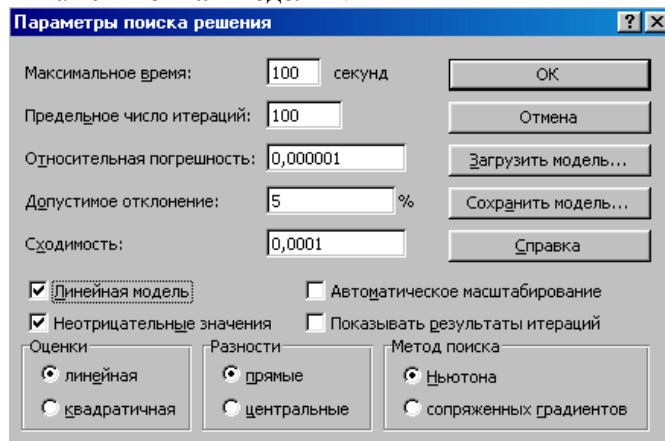 Параметры поиска решения
Максимальное время: 100 секунд OK
Предельное число итераций: 100 Отмена
Относительная погрешность: 0,000001 Загрузить модель...
Допустимое отклонение: 5 % Сохранить модель...
Сходимость: 0,0001 Справка
Линейная модель Автоматическое масштабирование
Неотрицательные значения Показывать результаты итераций
Оценки Разности Метод поиска
линейная прямые Ньютона
квадратичная центральные сопряженных градиентов